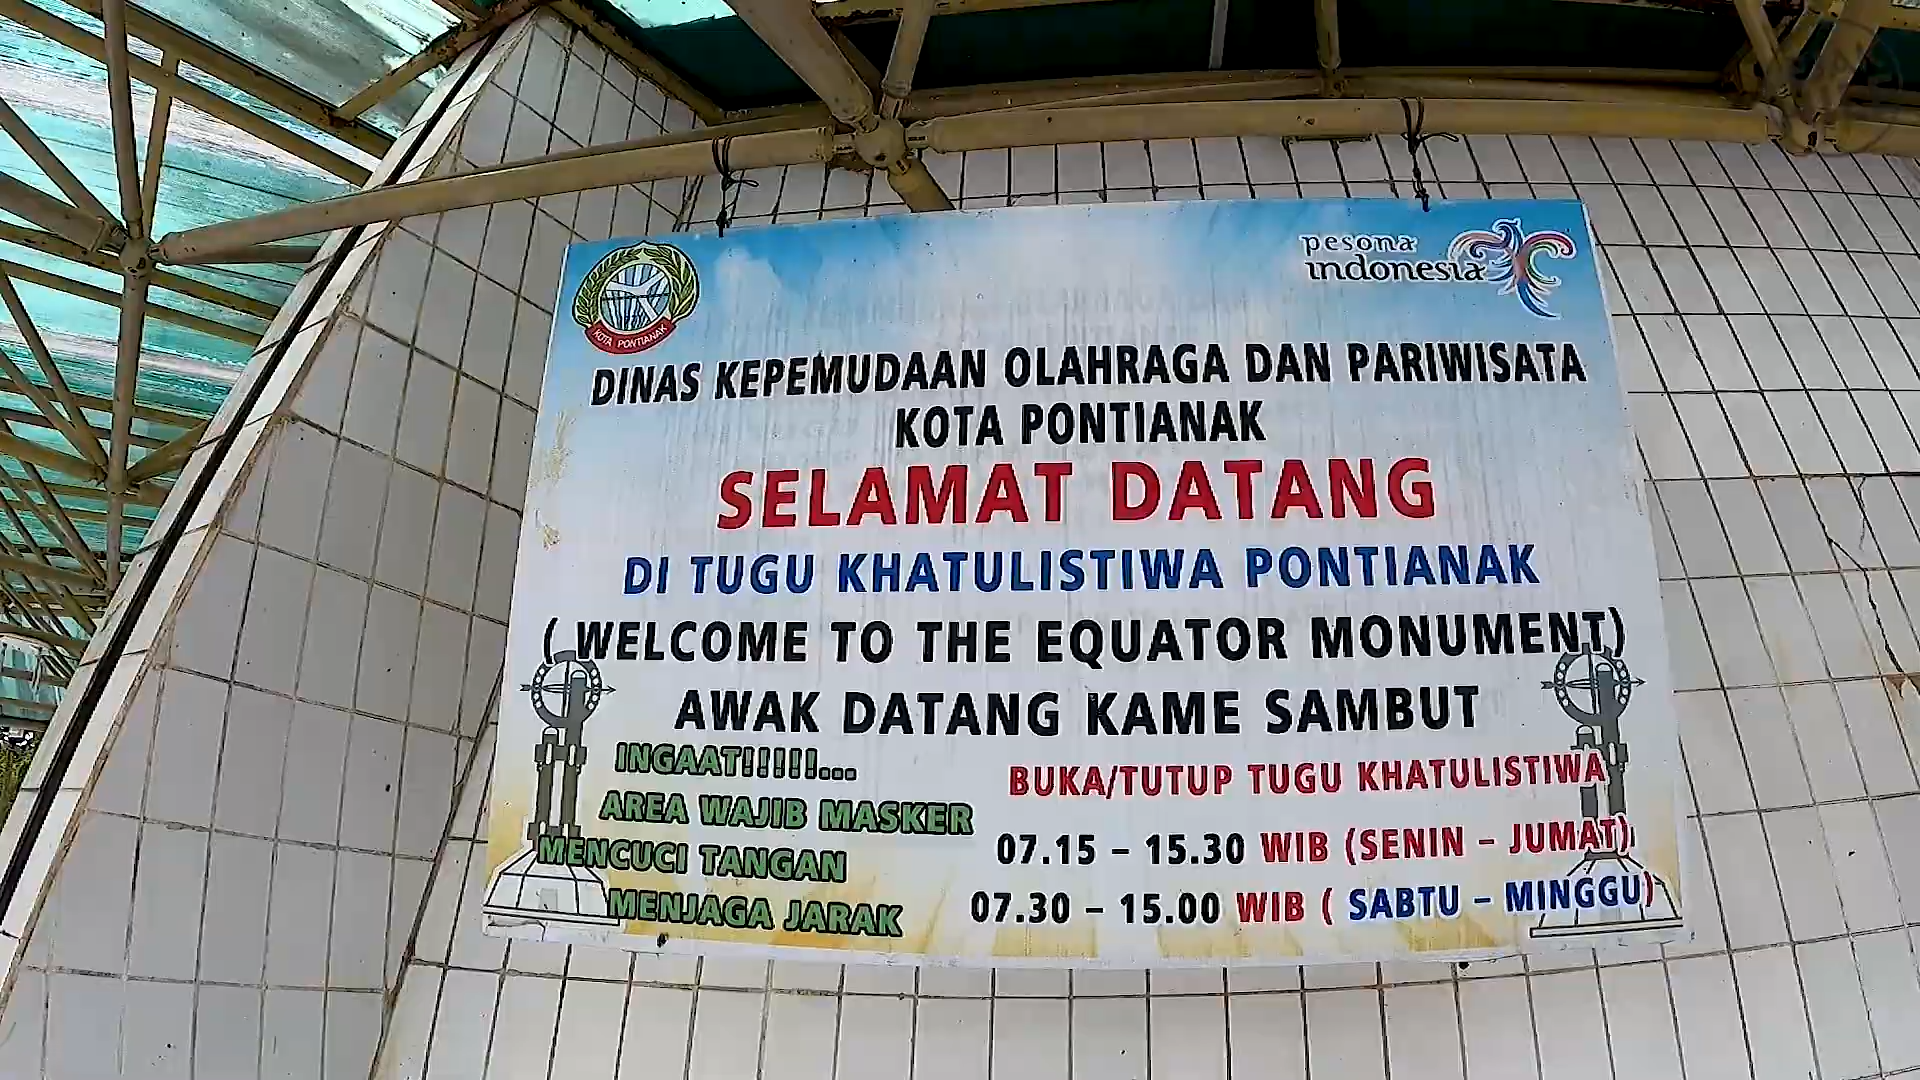 pesona
indonesia
KOTA PONTIANAK
DINAS KEPEMUDAAN OLAHRAGA DAN PARIWISATA
KOTA PONTIANAK
SELAMAT DATANG
DI TUGU KHATULISTIWA PONTIANAK
( WELCOME TO THE EQUATOR MONUMENT)
AWAK DATANG KAME SAMBUT
INGAAT!!!!!!...
AREA WAJIB MASKER
MENCUCI TANGAN
MENJAGA JARAK
BUKA/TUTUP TUGU KHATULISTIWA
07.15 – 15.30 WIB (SENIN – JUMAT)
07.30 – 15.00 WIB ( SABTU – MINGGU)